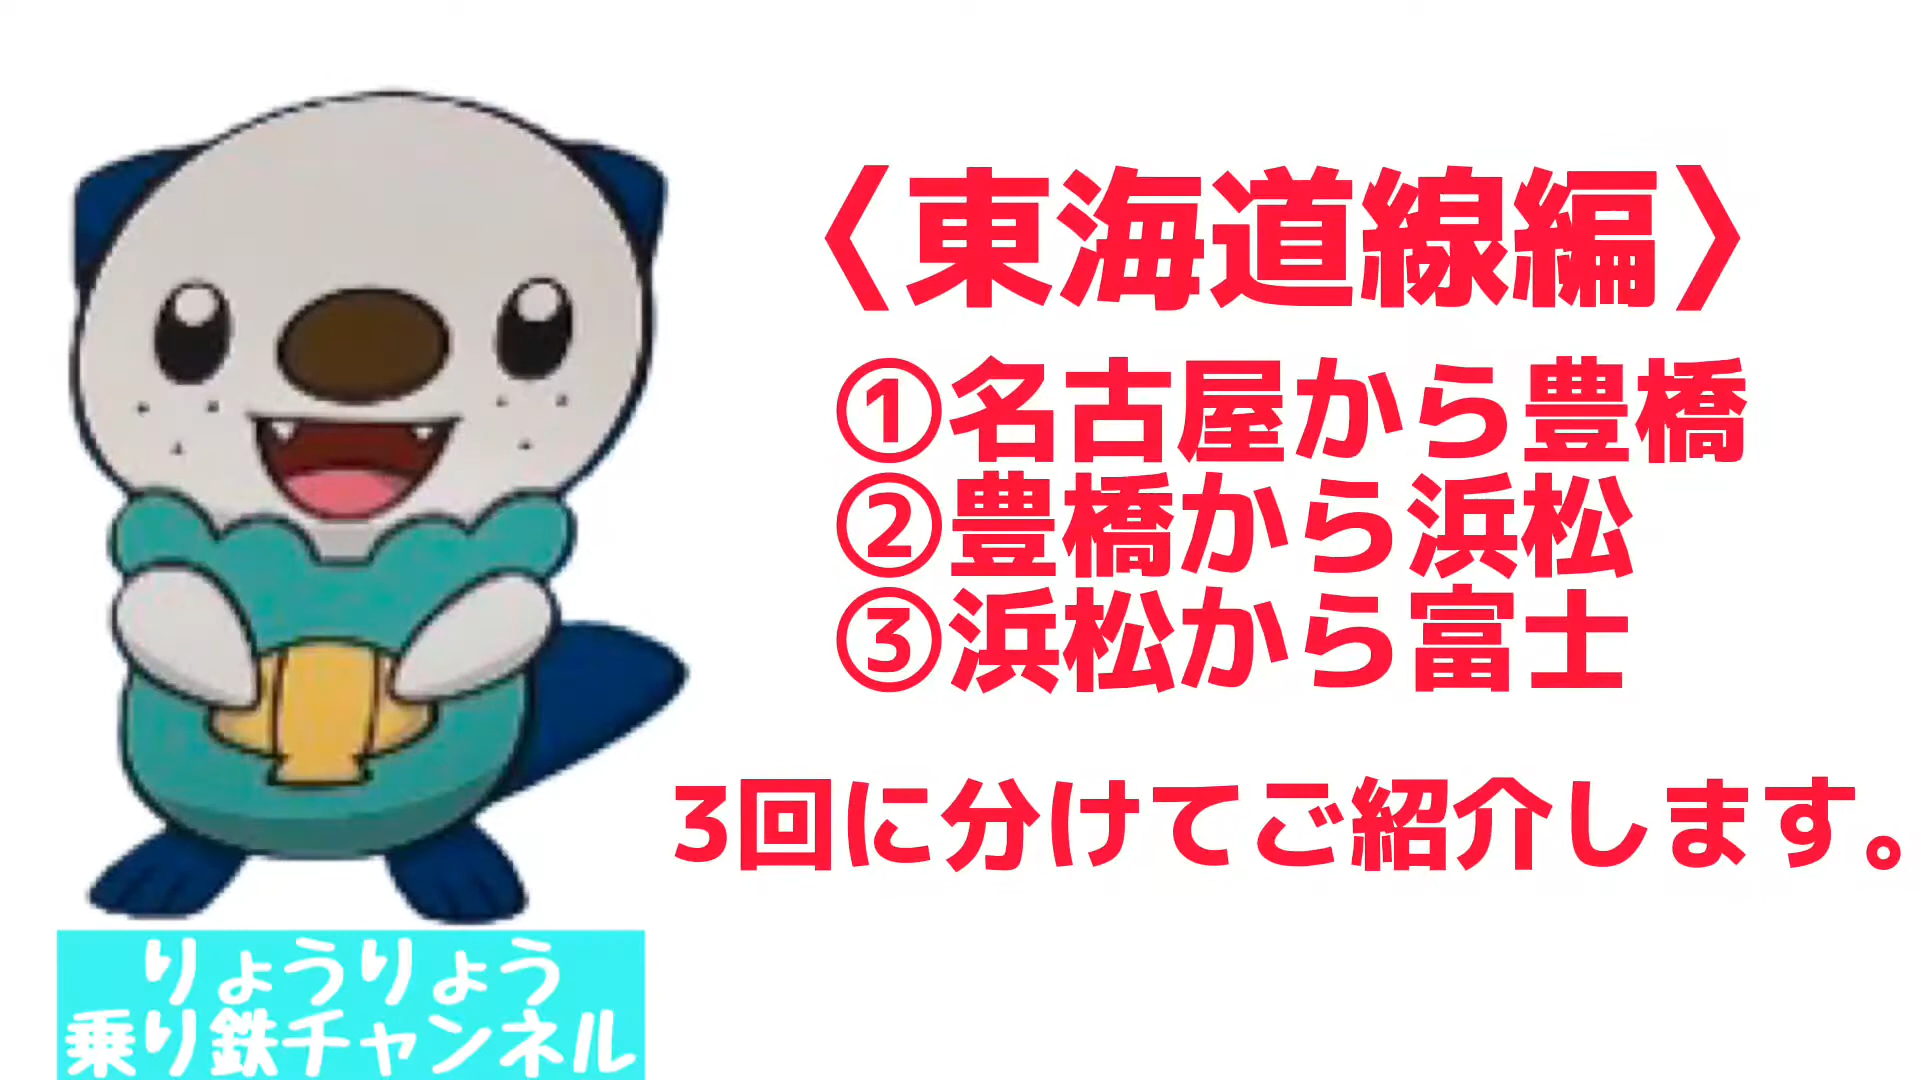 〈東海道線編〉
①名古屋から豊橋
②豊橋から浜松
③浜松から富士
3回に分けてご紹介します。
りょうりょう
乗り鉄チャンネル